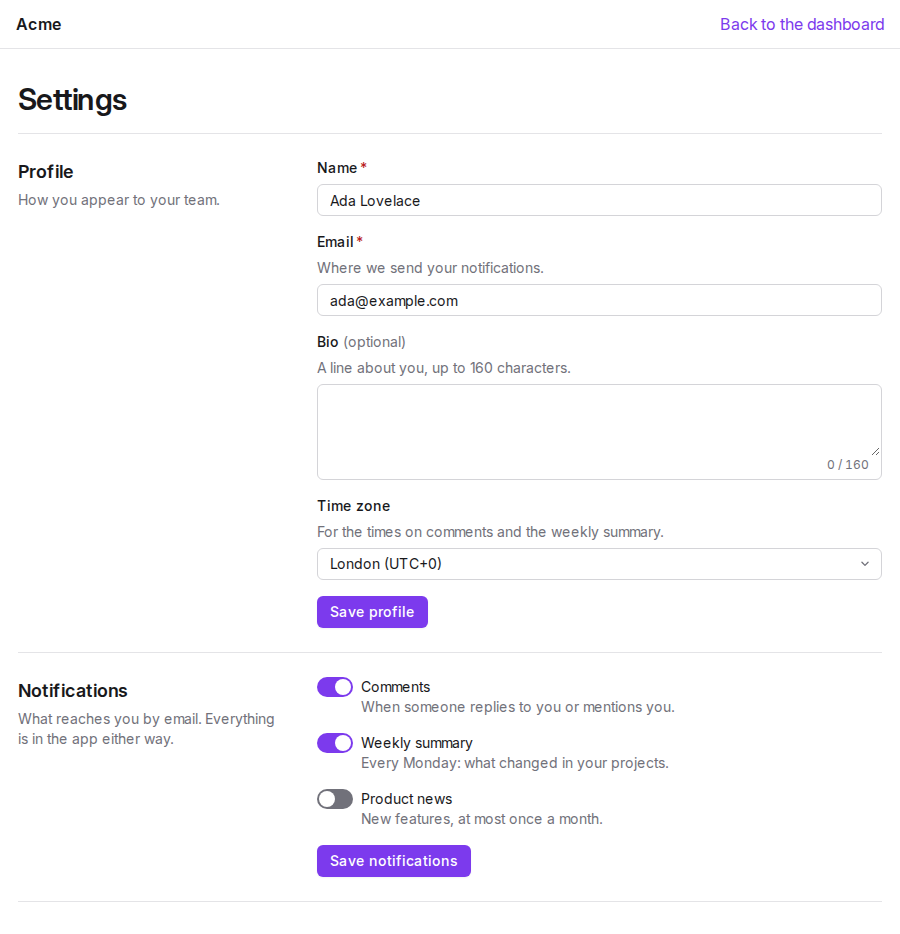 Acme
Back to the dashboard
Settings
Profile
How you appear to your team.
Name *
Ada Lovelace
Email *
Where we send your notifications.
ada@example.com
Bio (optional)
A line about you, up to 160 characters.
0 / 160
Time zone
For the times on comments and the weekly summary.
London (UTC+0)
Save profile
Notifications
What reaches you by email. Everything
is in the app either way.
Comments
When someone replies to you or mentions you.
Weekly summary
Every Monday: what changed in your projects.
Product news
New features, at most once a month.
Save notifications